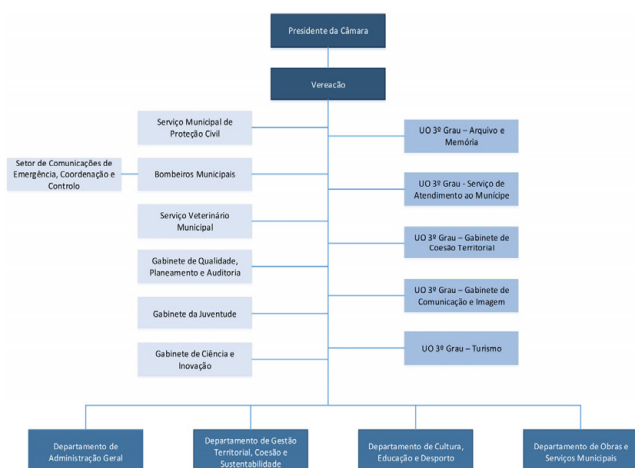 Presidente da Câmara
Vereacão
Serviço Municipal de
Proteção Civil
UO 3º Grau – Arquivo e
Memória
Setor de Comunicações de
Emergência, Coordenação e
Controlo
Bombeiros Municipais
UO 3º Grau - Serviço de
Atendimento ao Munícipe
Serviço Veterinário
Municipal
UO 3º Grau – Gabinete de
Coesão Territorial
Gabinete de Qualidade,
Planeamento e Auditoria
UO 3º Grau – Gabinete de
Comunicação e Imagem
Gabinete da Juventude
UO 3º Grau – Turismo
Gabinete de Ciência e
Inovação
Departamento de
Administração Geral
Departamento de Gestão
Territorial, Coesão e
Sustentabilidade
Departamento de Cultura,
Educação e Desporto
Departamento de Obras e
Serviços Municipais